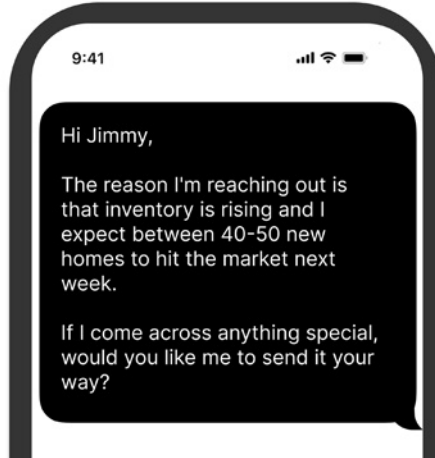 9:41
Hi Jimmy,
The reason I'm reaching out is
that inventory is rising and I
expect between 40-50 new
homes to hit the market next
week.
If I come across anything special,
would you like me to send it your
way?